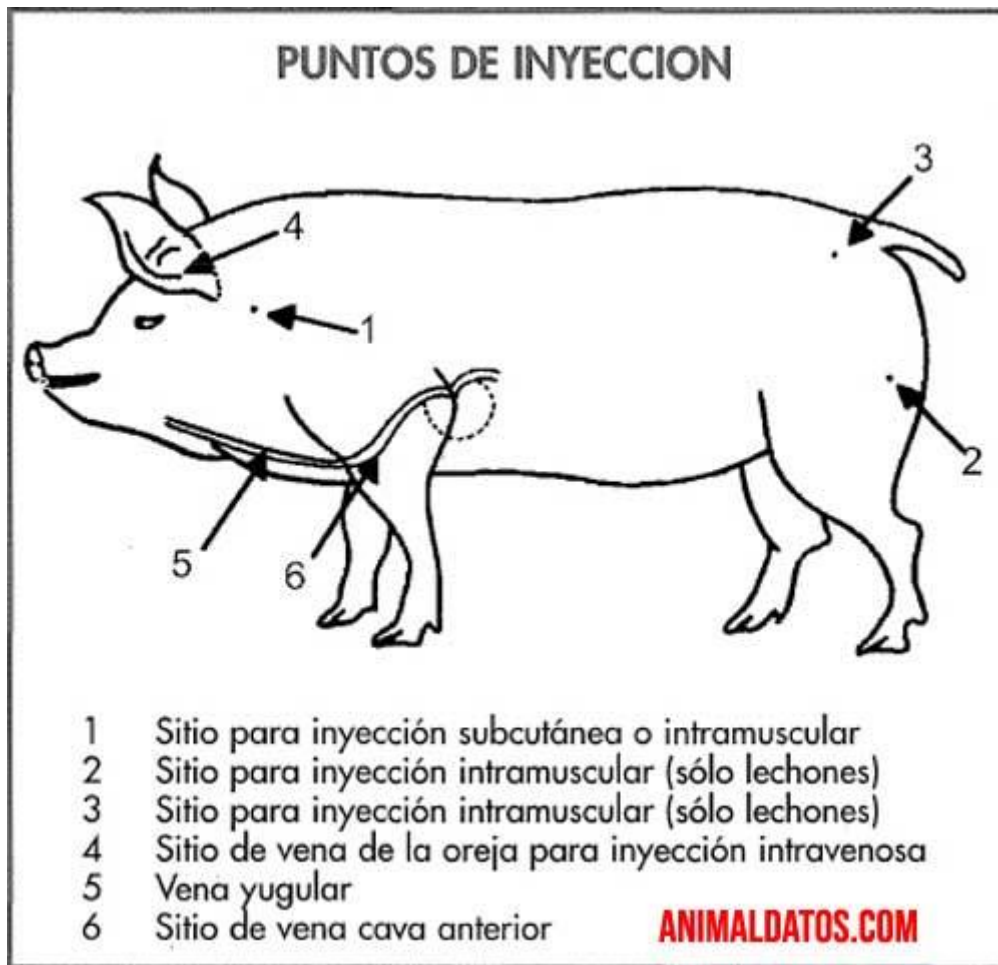 PUNTOS DE INYECCION
3
4
1
2
5
6
1 Sitio para inyección subcutánea o intramuscular
2 Sitio para inyección intramuscular (sólo lechones)
3 Sitio para inyección intramuscular (sólo lechones)
4 Sitio de vena de la oreja para inyección intravenosa
5 Vena yugular
6 Sitio de vena cava anterior
ANIMALDATOS.COM